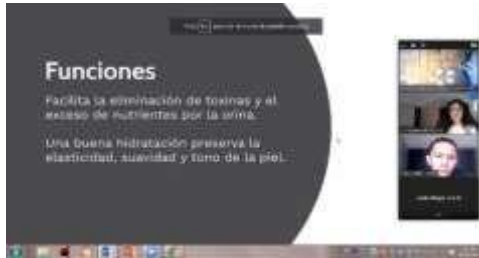 Funciones
Facilita la eliminación de toxinas y el
exceso de nutrientes por la orina.
Una buena hidratación preserva la
elasticidad, suavidad y tono de la piel.